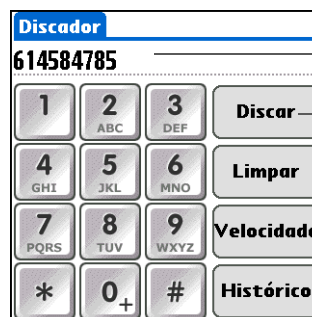 Discador
614584785
1 2 ABC 3 DEF Discar
4 GHI 5 JKL 6 MNO Limpar
7 PQRS 8 TUV 9 WXYZ Velocidade
* 0 + # Histórico